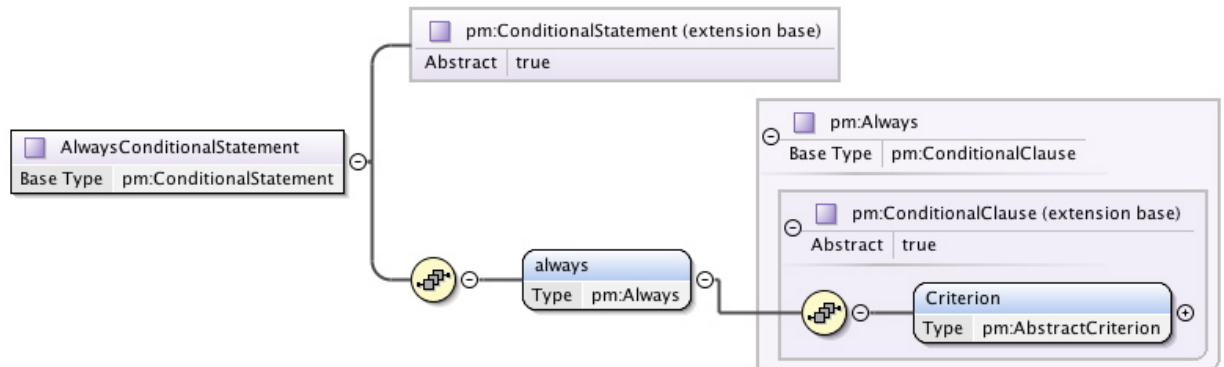 pm:ConditionalStatement (extension base)
Abstract true
pm:Always
Base Type pm:ConditionalClause
AlwaysConditionalStatement
Base Type pm:ConditionalStatement
pm:ConditionalClause (extension base)
Abstract true
always
Type pm:Always
Criterion
Type pm:AbstractCriterion